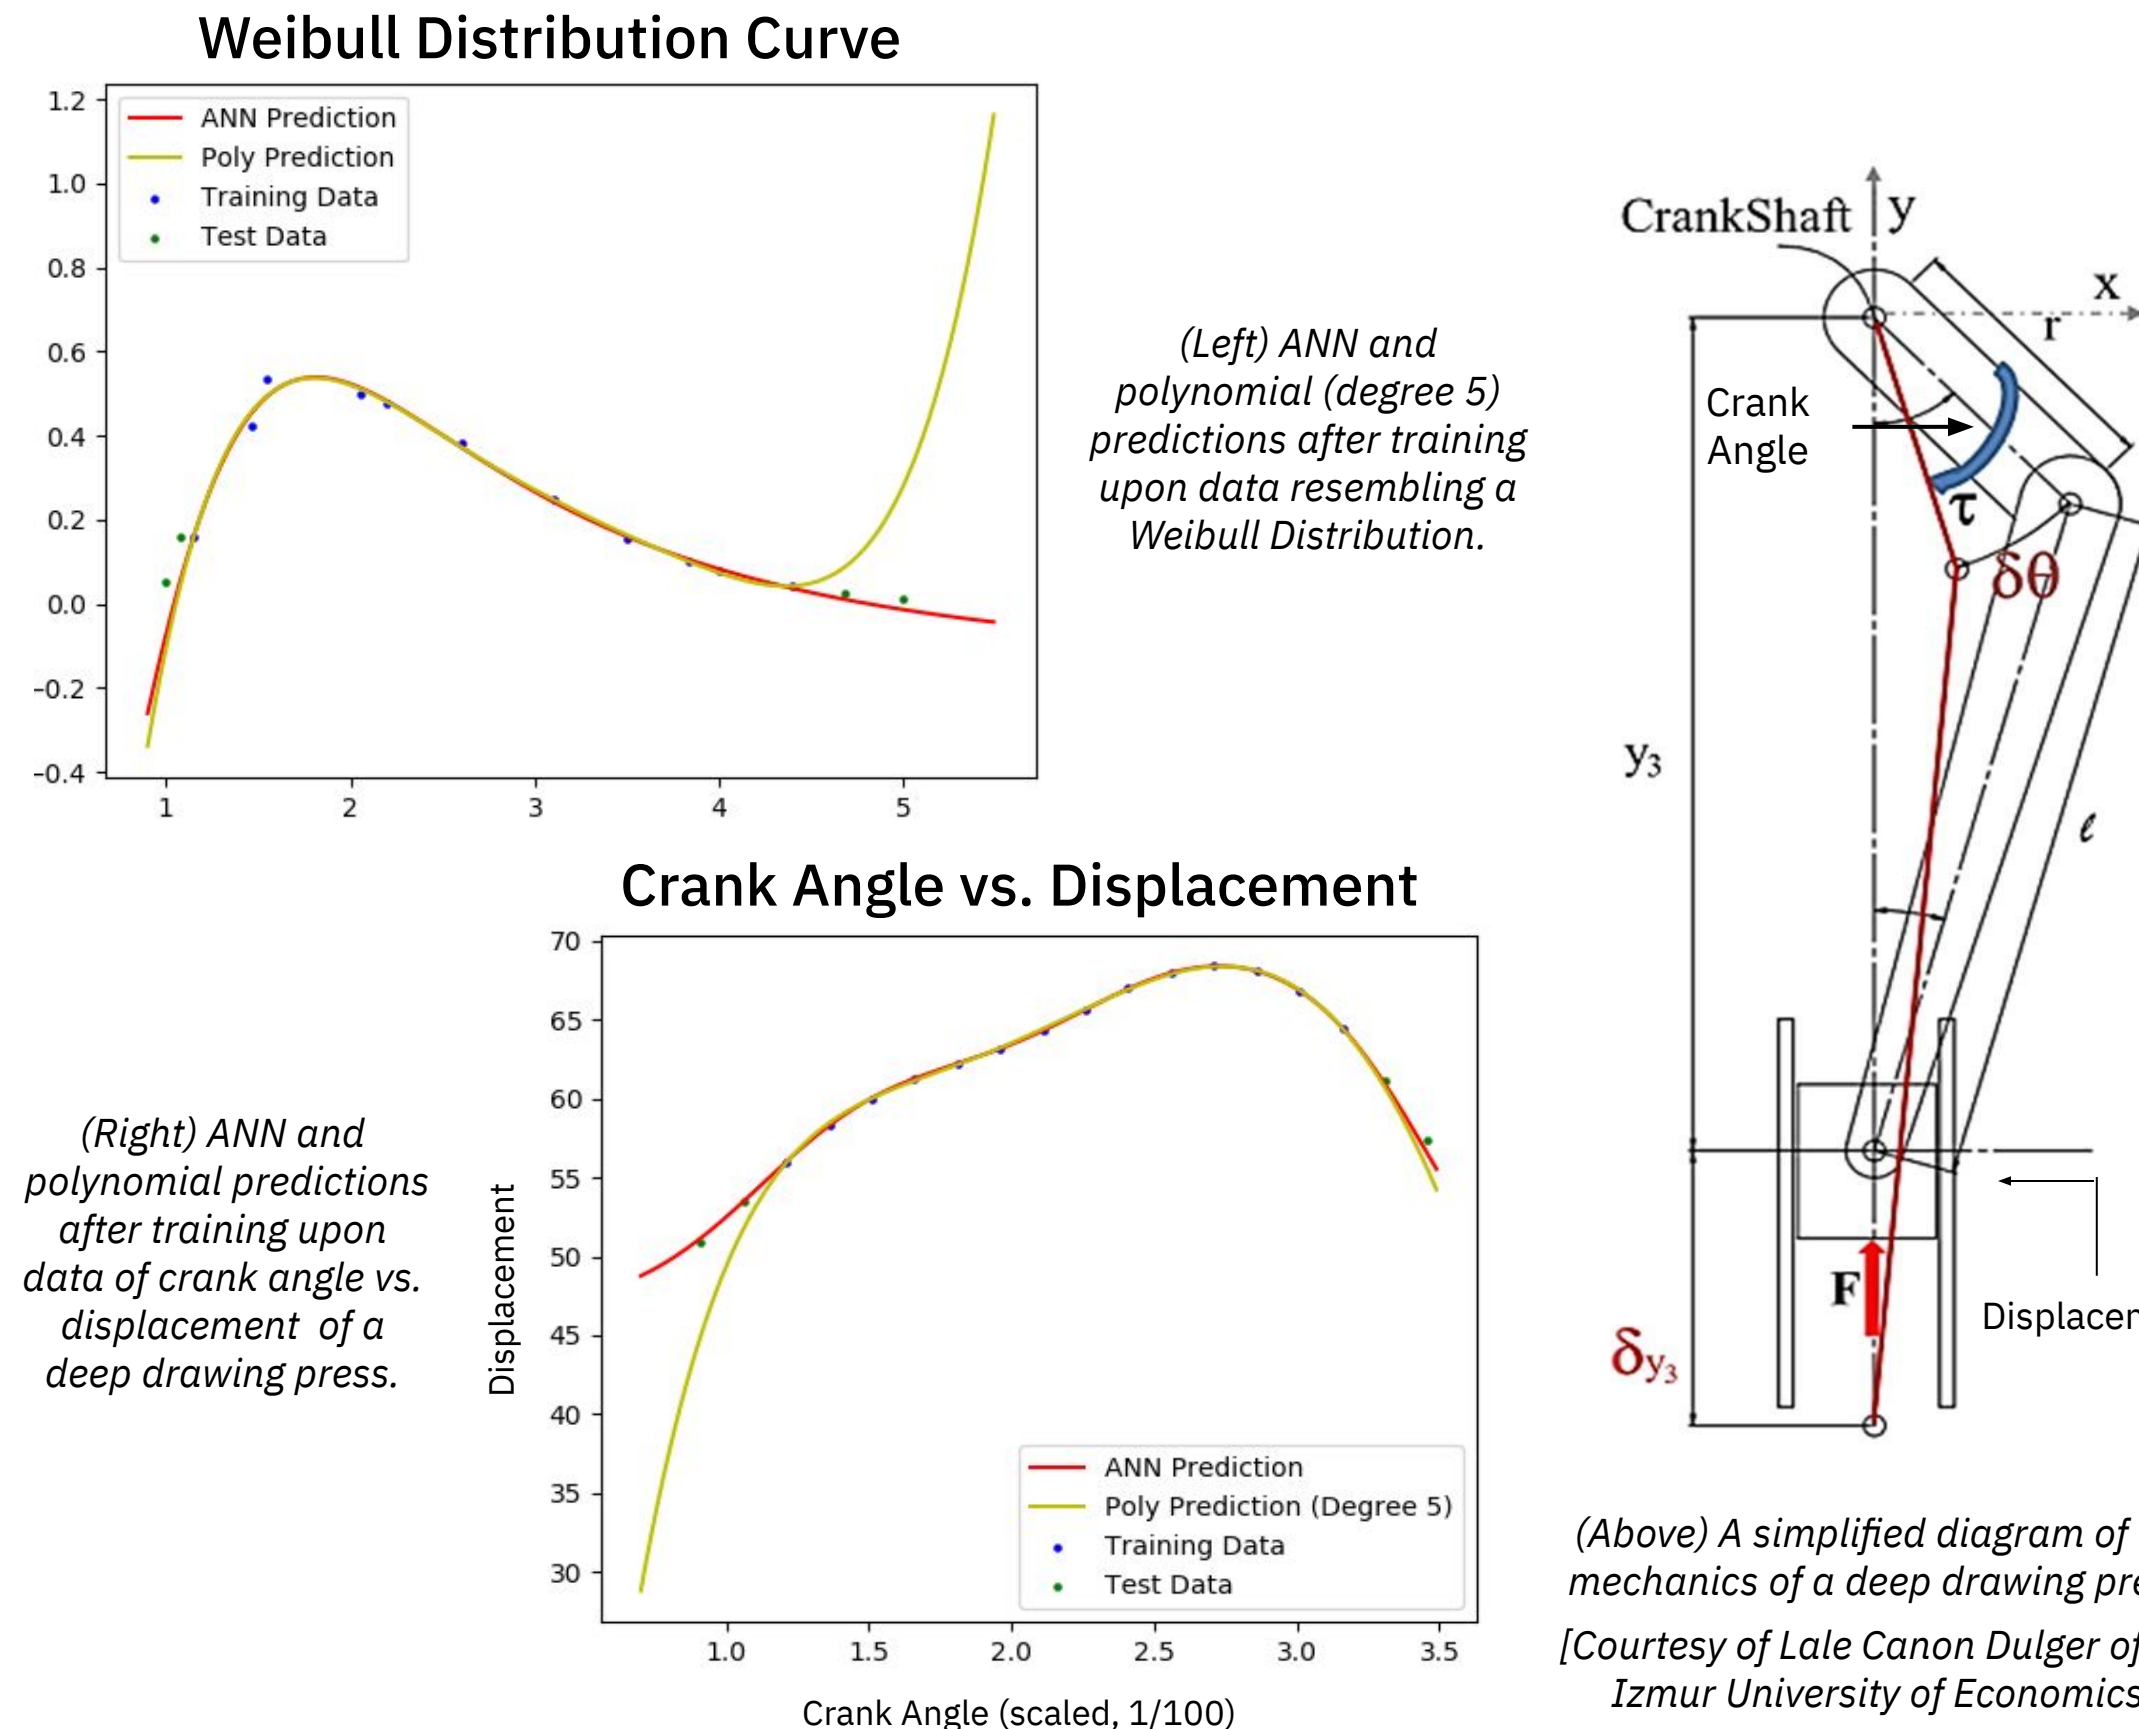 Weibull Distribution Curve
1.2
1.0
0.8
0.6
0.4
0.2
0.0
−0.2
−0.4
1 2 3 4 5
ANN Prediction
Poly Prediction
Training Data
Test Data
(Left) ANN and
polynomial (degree 5)
predictions after training
upon data resembling a
Weibull Distribution.
CrankShaft
y
x
r
Crank
Angle
τ
δθ
y3
ℓ
F
Displacem
δy3
Crank Angle vs. Displacement
(Right) ANN and
polynomial predictions
after training upon
data of crank angle vs.
displacement of a
deep drawing press.
Displacement
70
65
60
55
50
45
40
35
30
1.0 1.5 2.0 2.5 3.0 3.5
ANN Prediction
Poly Prediction (Degree 5)
Training Data
Test Data
Crank Angle (scaled, 1/100)
(Above) A simplified diagram of
mechanics of a deep drawing pre
[Courtesy of Lale Canon Dulger of
Izmur University of Economics